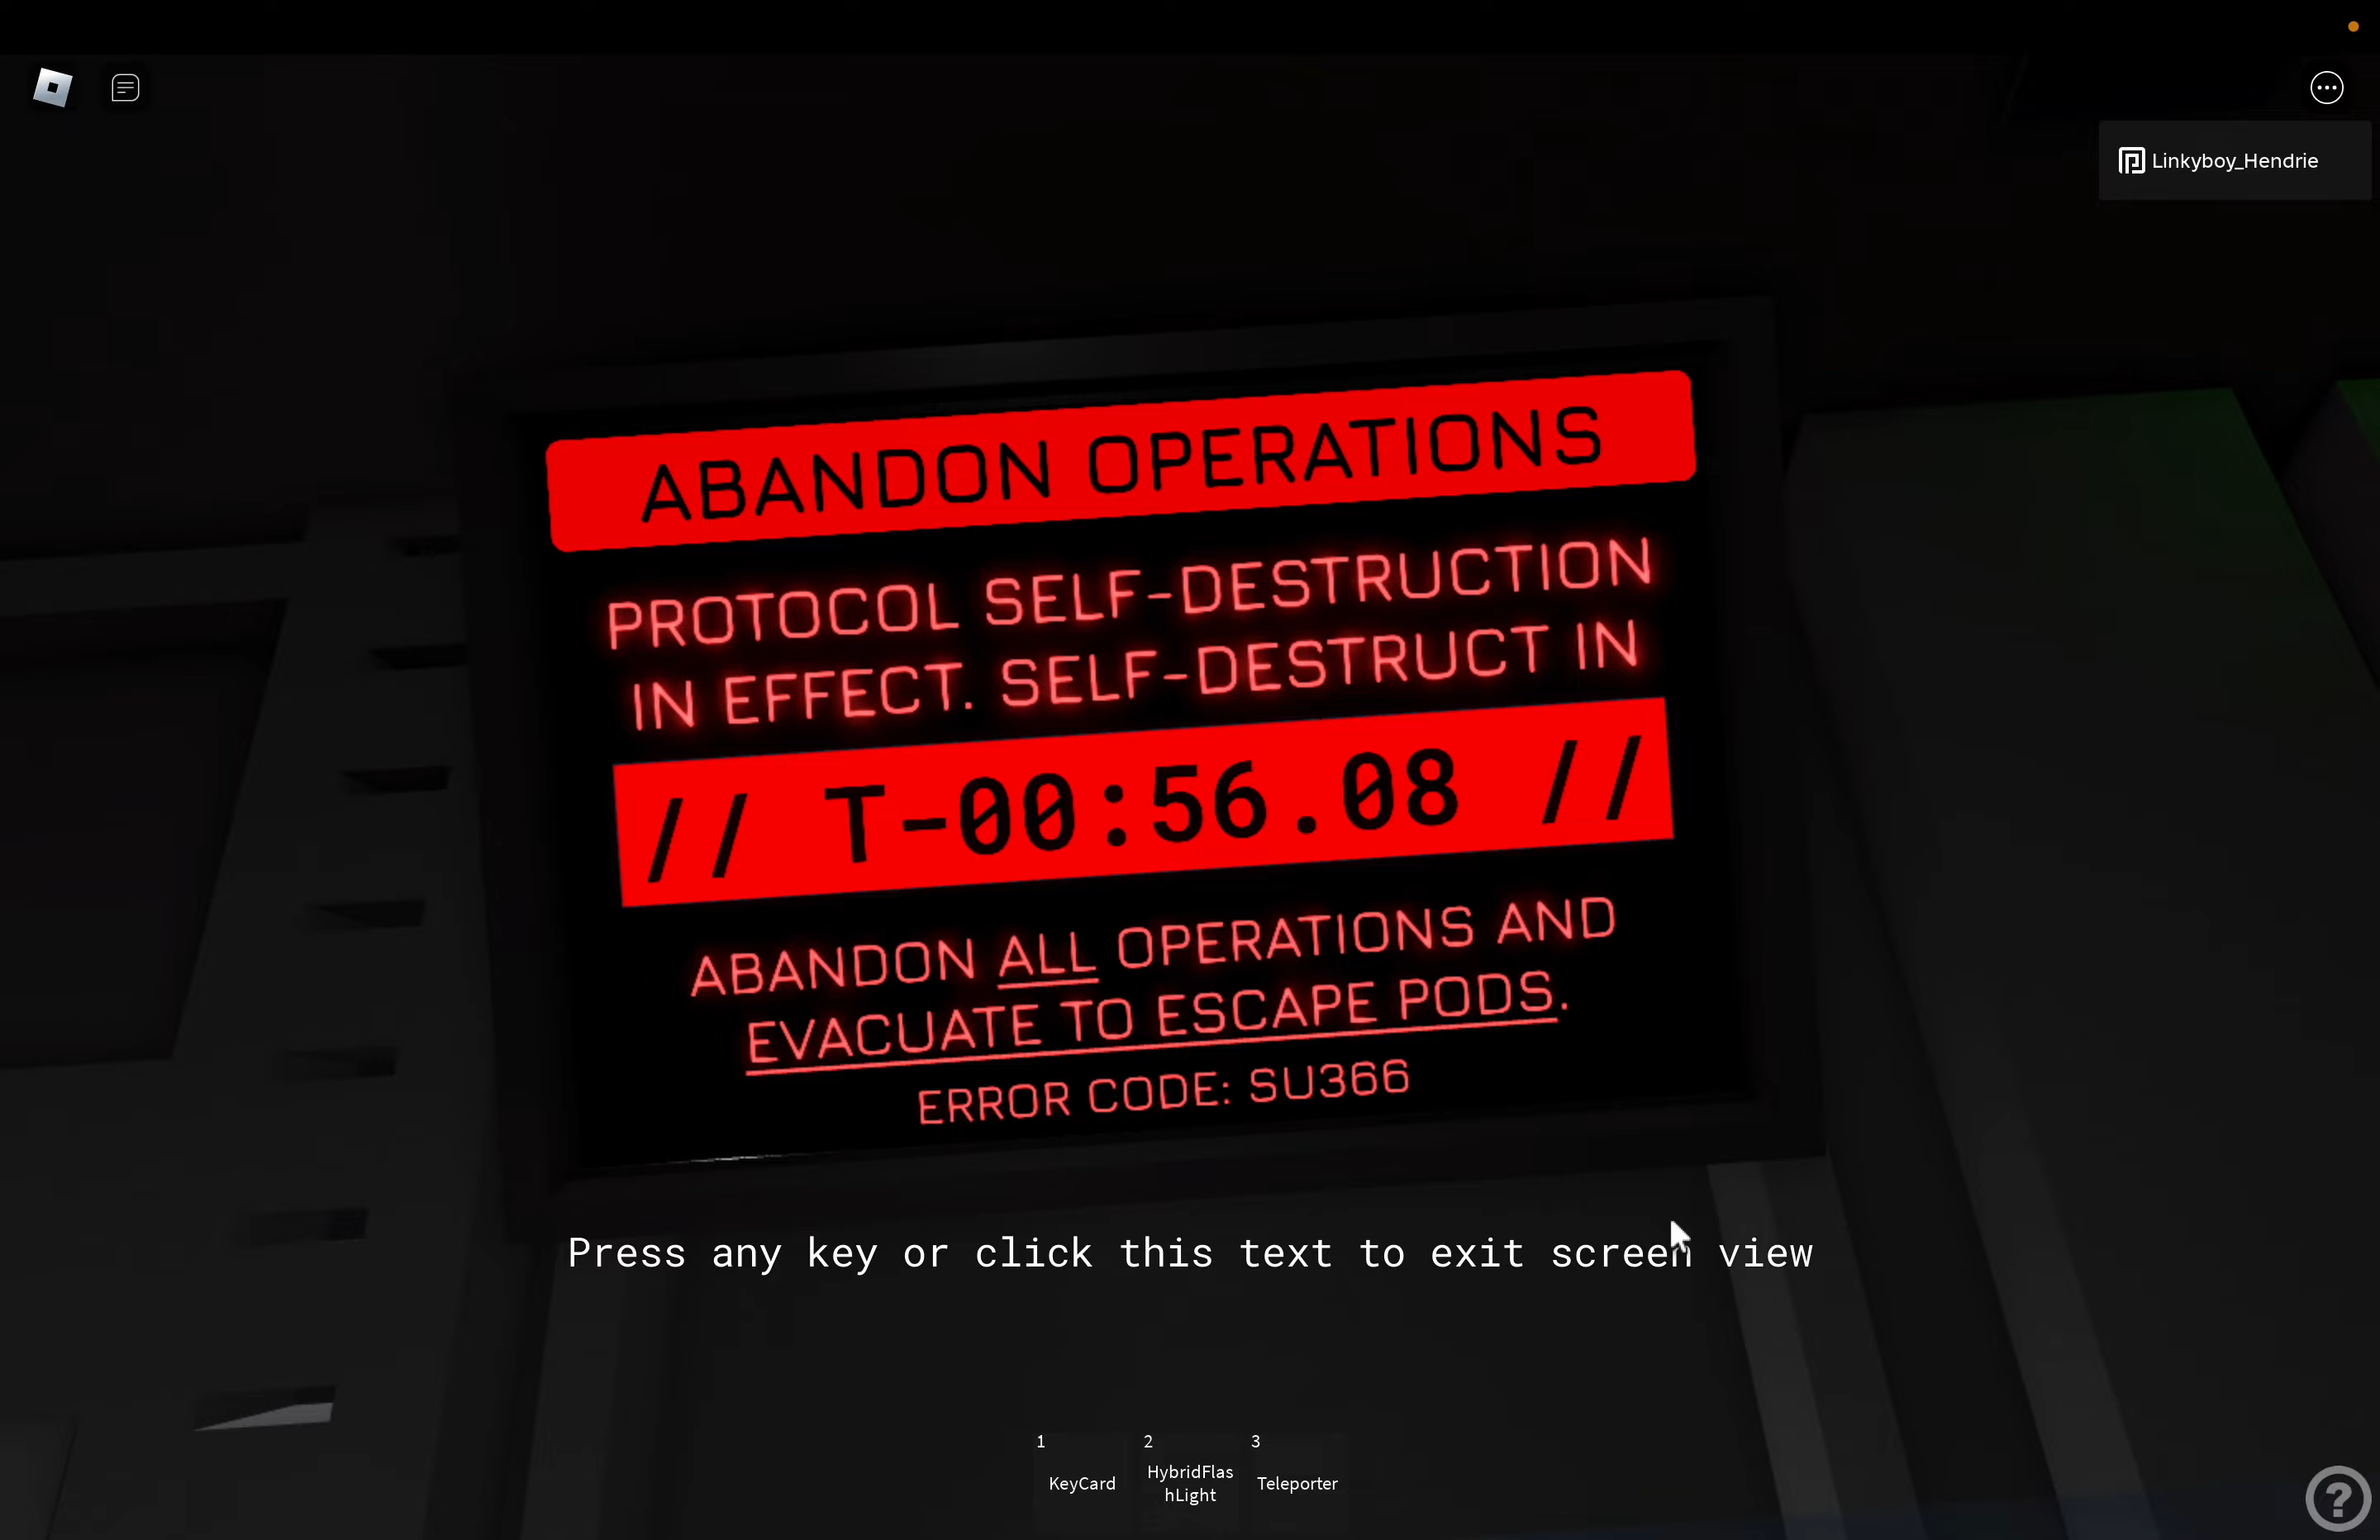 Linkyboy_Hendrie
ABANDON OPERATIONS
PROTOCOL SELF-DESTRUCTION
IN EFFECT. SELF-DESTRUCT IN
// T-00:56.08 //
ABANDON ALL OPERATIONS AND
EVACUATE TO ESCAPE PODS.
ERROR CODE: SU366
Press any key or click this text to exit screen view
1
KeyCard
2
HybridFlas
hLight
3
Teleporter
?